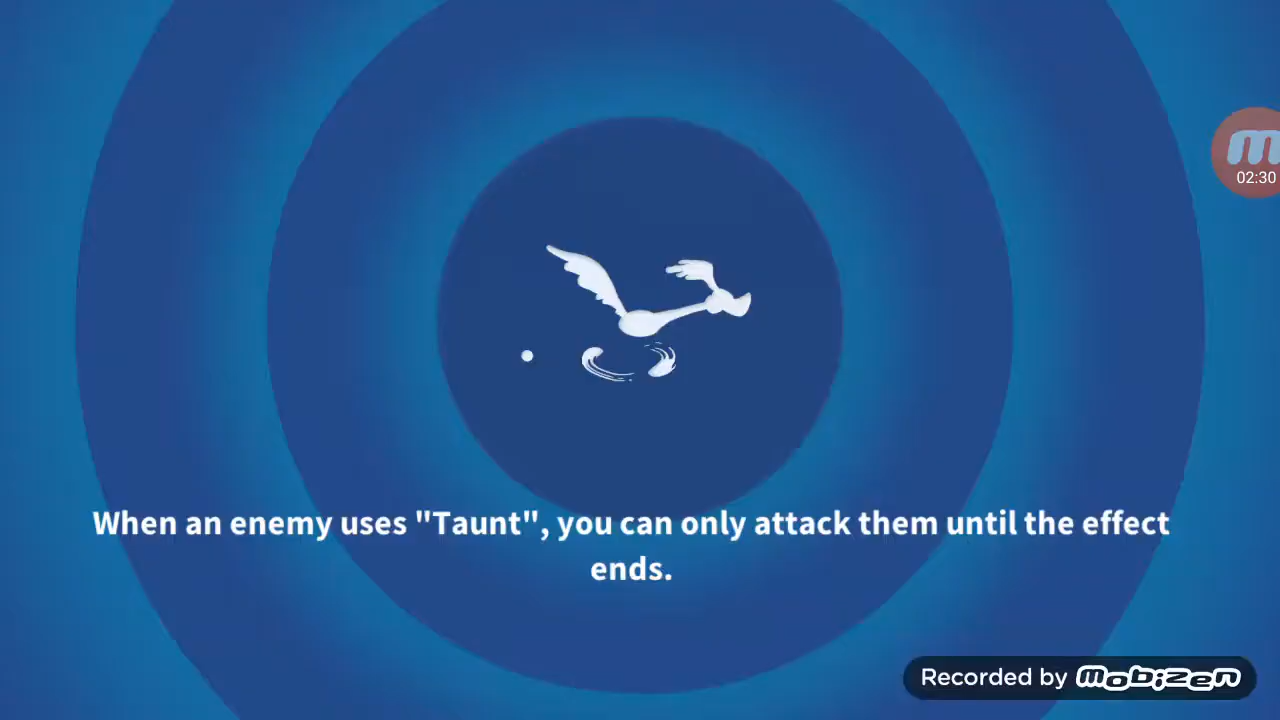 m
02:30
When an enemy uses "Taunt", you can only attack them until the effect
ends.
Recorded by mobizen